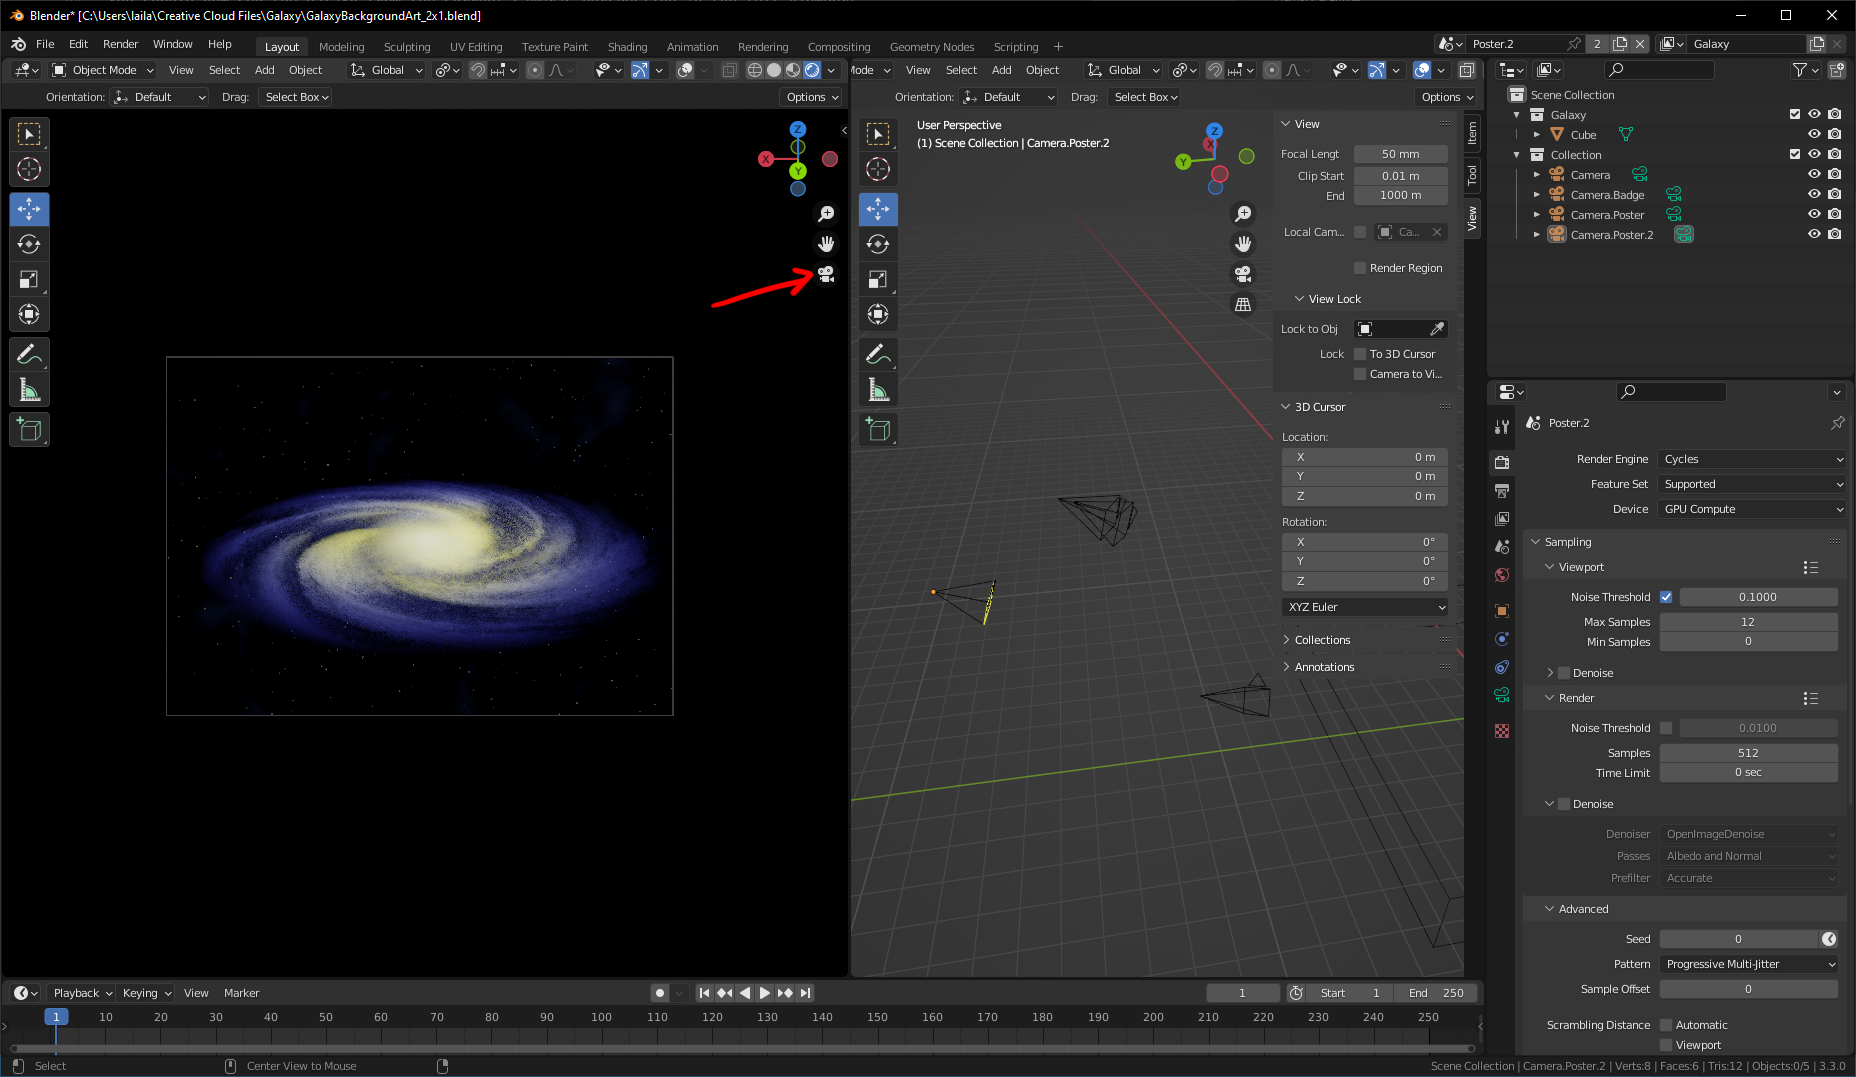 Blender* [C:\Users\laila\Creative Cloud Files\Galaxy\GalaxyBackgroundArt_2x1.blend]
File Edit Render Window Help Layout Modeling Sculpting UV Editing Texture Paint Shading Animation Rendering Compositing Geometry Nodes Scripting + Poster.2 2 Galaxy
Object Mode View Select Add Object Global
Mode View Select Add Object Global
Orientation: Default Drag: Select Box Options
Orientation: Default Drag: Select Box Options
Z
X
Y
User Perspective
(1) Scene Collection | Camera.Poster.2
Z
X
Y
View
Focal Lengt 50 mm
Clip Start 0.01 m
End 1000 m
Local Cam... Ca...
Render Region
View Lock
Lock to Obj
Lock To 3D Cursor
Camera to Vi...
3D Cursor
Location:
X 0 m
Y 0 m
Z 0 m
Rotation:
X 0°
Y 0°
Z 0°
XYZ Euler
Collections
Annotations
Item
Tool
View
Scene Collection
Galaxy
Cube
Collection
Camera
Camera.Badge
Camera.Poster
Camera.Poster.2
Poster.2
Render Engine Cycles
Feature Set Supported
Device GPU Compute
Sampling
Viewport
Noise Threshold 0.1000
Max Samples 12
Min Samples 0
Denoise
Render
Noise Threshold 0.0100
Samples 512
Time Limit 0 sec
Denoise
Denoiser OpenImageDenoise
Passes Albedo and Normal
Prefilter Accurate
Advanced
Seed 0
Pattern Progressive Multi-Jitter
Sample Offset 0
Scrambling Distance Automatic
Viewport
Playback Keying View Marker 1 Start 1 End 250
1 10 20 30 40 50 60 70 80 90 100 110 120 130 140 150 160 170 180 190 200 210 220 230 240 250
Select Center View to Mouse Scene Collection | Camera.Poster.2 | Verts:8 | Faces:6 | Tris:12 | Objects:0/5 | 3.3.0